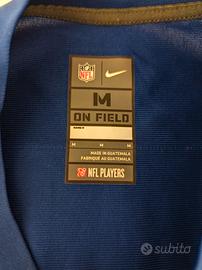 NFL
M
ON FIELD
M M M
MADE IN GUATEMALA
FABRIQUÉ AU GUATEMALA
NFL PLAYERS
subito